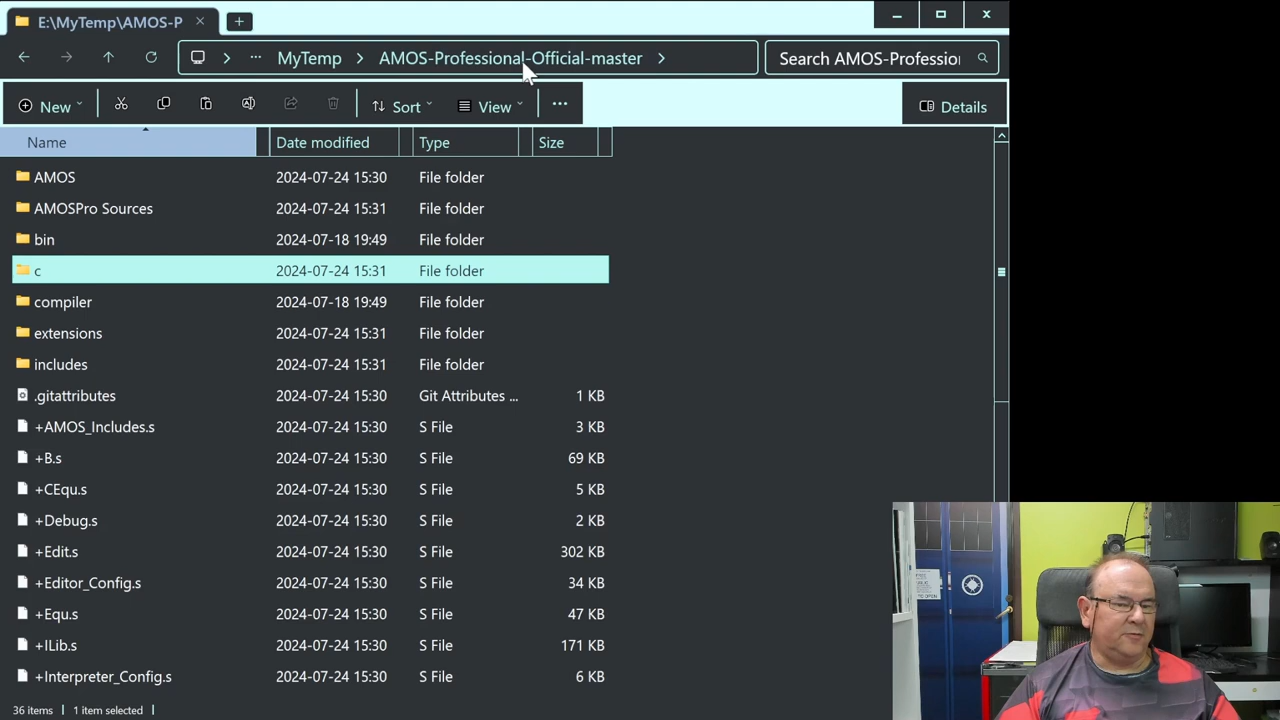 E:\MyTemp\AMOS-P
MyTemp AMOS-Professional-Official-master
Search AMOS-Professio
New Sort View Details
Name Date modified Type Size
AMOS 2024-07-24 15:30 File folder
AMOSPro Sources 2024-07-24 15:31 File folder
bin 2024-07-18 19:49 File folder
c 2024-07-24 15:31 File folder
compiler 2024-07-18 19:49 File folder
extensions 2024-07-24 15:31 File folder
includes 2024-07-24 15:31 File folder
.gitattributes 2024-07-24 15:30 Git Attributes ... 1 KB
+AMOS_Includes.s 2024-07-24 15:30 S File 3 KB
+B.s 2024-07-24 15:30 S File 69 KB
+CEqu.s 2024-07-24 15:30 S File 5 KB
+Debug.s 2024-07-24 15:30 S File 2 KB
+Edit.s 2024-07-24 15:30 S File 302 KB
+Editor_Config.s 2024-07-24 15:30 S File 34 KB
+Equ.s 2024-07-24 15:30 S File 47 KB
+ILib.s 2024-07-24 15:30 S File 171 KB
+Interpreter_Config.s 2024-07-24 15:30 S File 6 KB
36 items 1 item selected